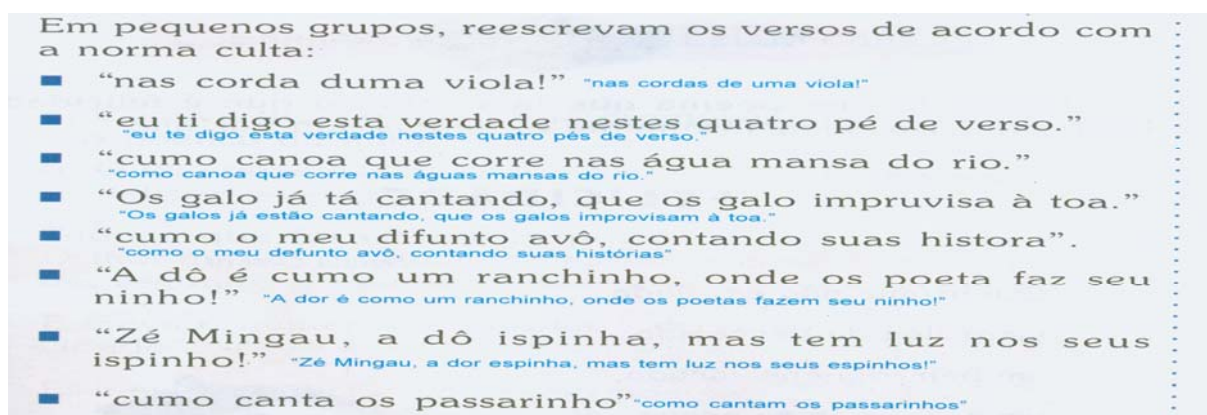 Em pequenos grupos, reescrevam os versos de acordo com
a norma culta:
“nas corda duma viola!” "nas cordas de uma viola!"
“eu ti digo esta verdade nestes quatro pé de verso.”
"eu te digo esta verdade nestes quatro pés de verso."
“cumo canoa que corre nas água mansa do rio.”
"como canoa que corre nas águas mansas do rio."
“Os galo já tá cantando, que os galo impruvisa à toa.”
"Os galos já estão cantando, que os galos improvisam à toa."
“cumo o meu difunto avô, contando suas histora”.
"como o meu defunto avô, contando suas histórias"
“A dô é cumo um ranchinho, onde os poeta faz seu
ninho!” "A dor é como um ranchinho, onde os poetas fazem seu ninho!"
“Zé Mingau, a dô ispinha, mas tem luz nos seus
ispinho!” "Zé Mingau, a dor espinha, mas tem luz nos seus espinhos!"
“cumo canta os passarinho” "como cantam os passarinhos"